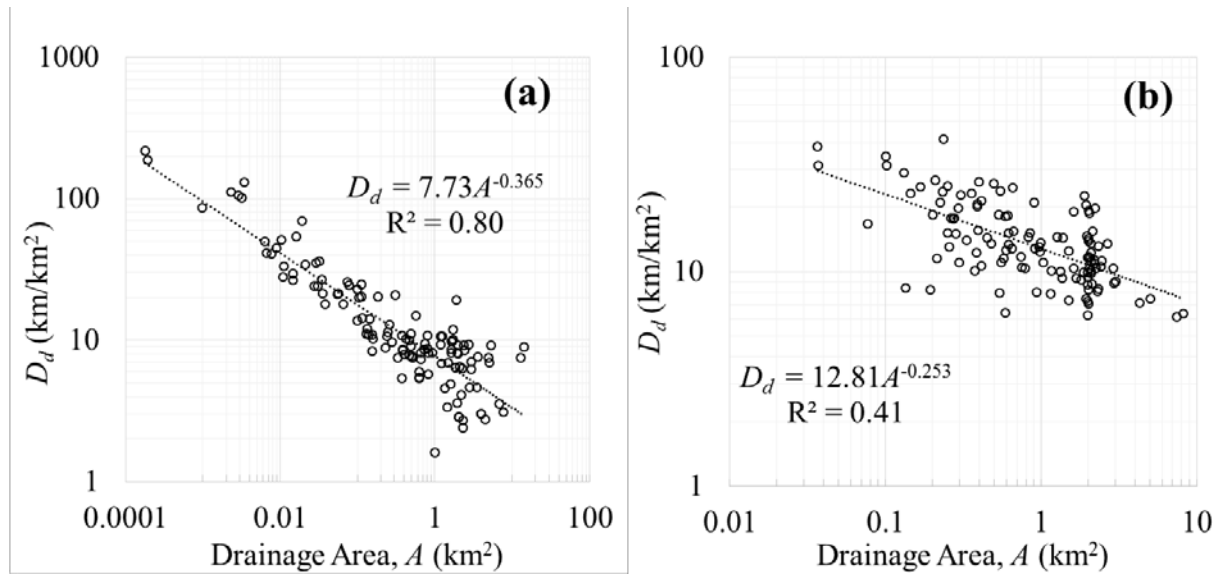 1000
100
10
1
0.0001
0.01
1
100
D_d (km/km²)
Drainage Area, A (km²)
(a)
D_d = 7.73A^-0.365
R² = 0.80
100
10
1
0.01
0.1
1
10
D_d (km/km²)
Drainage Area, A (km²)
(b)
D_d = 12.81A^-0.253
R² = 0.41